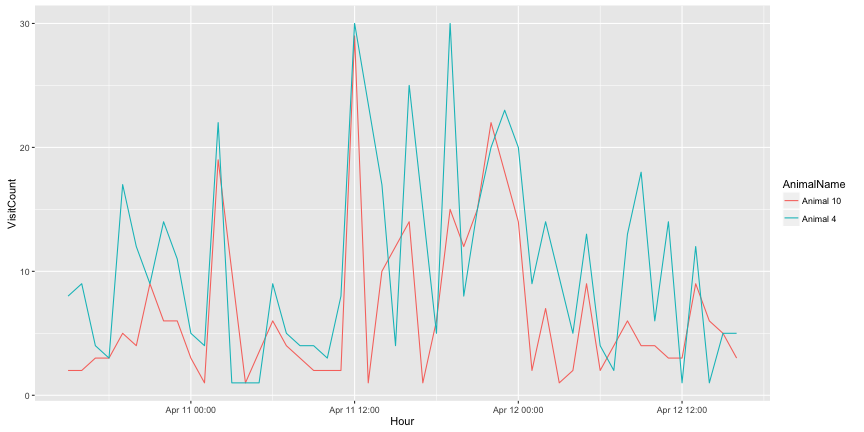 30
20
10
0
VisitCount
Apr 11 00:00
Apr 11 12:00
Apr 12 00:00
Apr 12 12:00
Hour
AnimalName
Animal 10
Animal 4